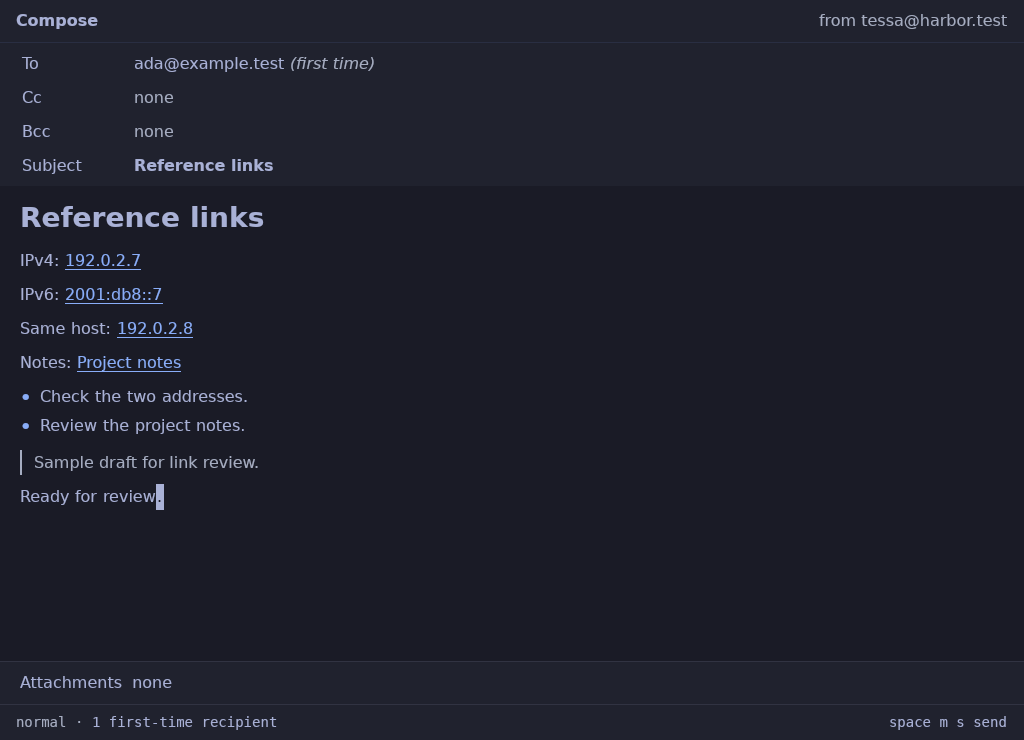 Compose
from tessa@harbor.test
To ada@example.test (first time)
Cc none
Bcc none
Subject Reference links
Reference links
IPv4: 192.0.2.7
IPv6: 2001:db8::7
Same host: 192.0.2.8
Notes: Project notes
• Check the two addresses.
• Review the project notes.
Sample draft for link review.
Ready for review.
Attachments none
normal · 1 first-time recipient
space m s send